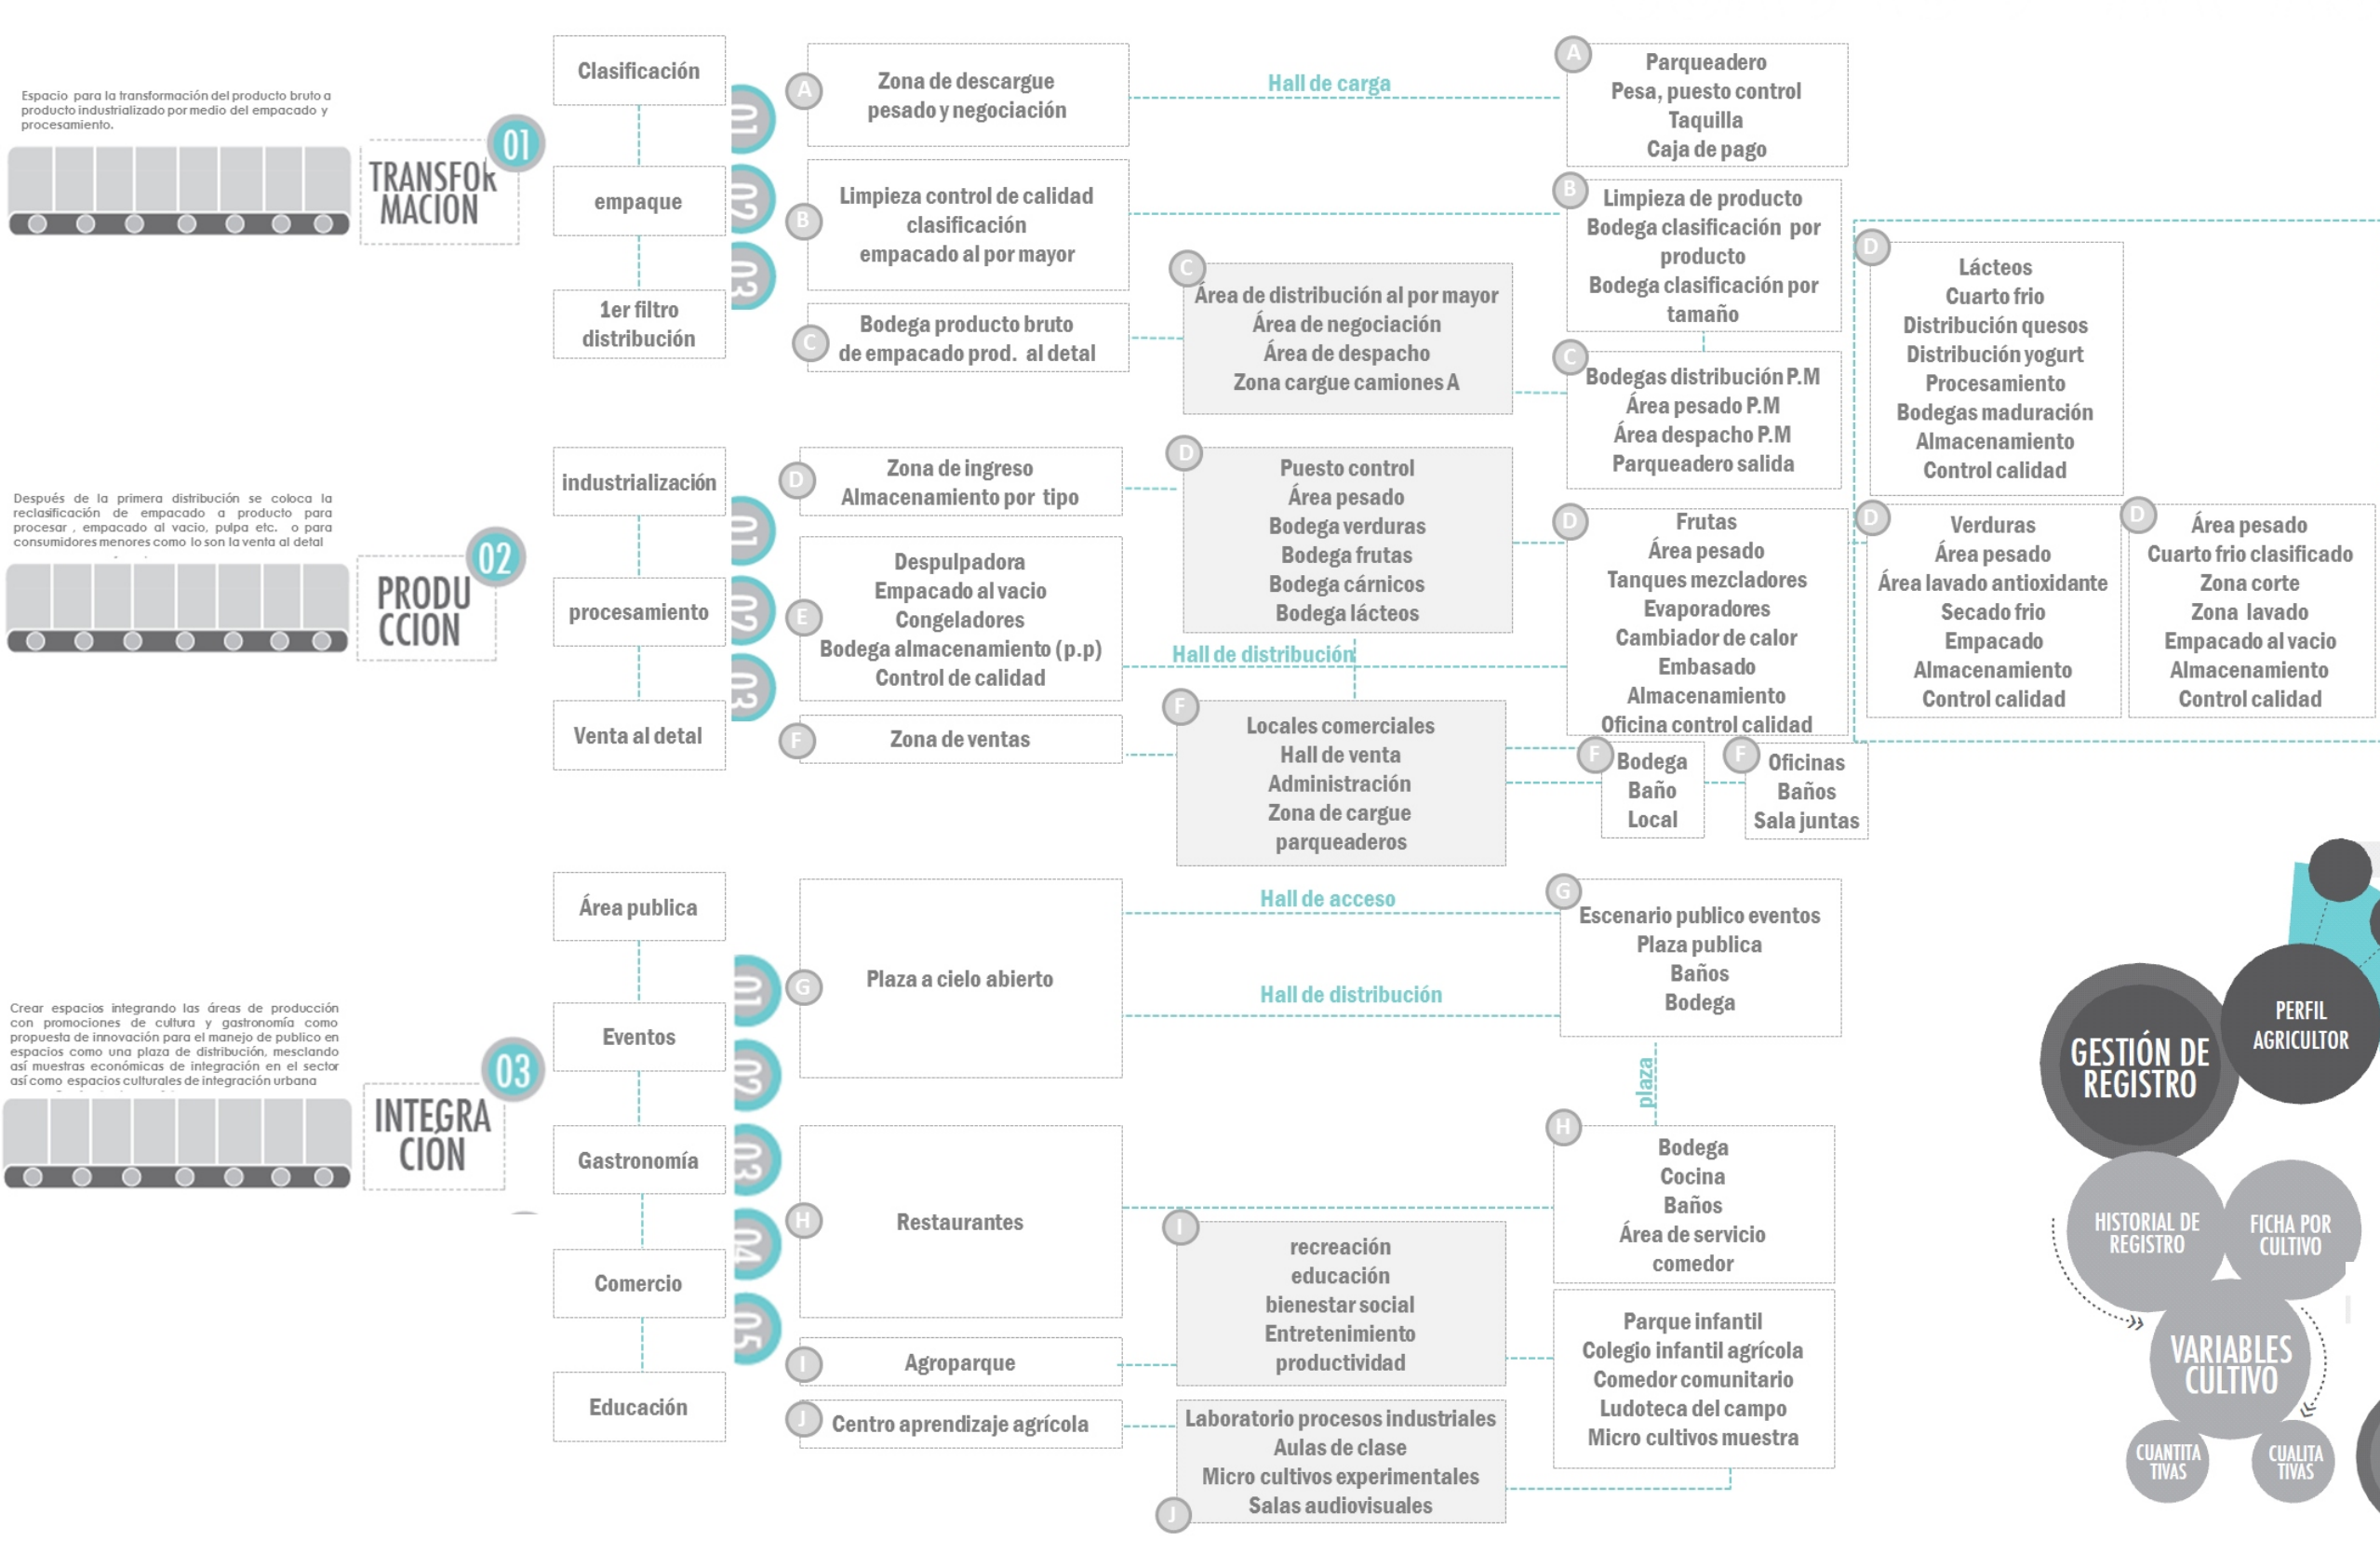 Espacio para la transformación del producto bruto a
producto industrializado por medio del empacado y
procesamiento.
01
TRANSFOR
MACION
Clasificación
empaque
1er filtro
distribución
01
02
03
A
Zona de descargue
pesado y negociación
B
Limpieza control de calidad
clasificación
empacado al por mayor
C
Bodega producto bruto
de empacado prod. al detal
Hall de carga
C
Área de distribución al por mayor
Área de negociación
Área de despacho
Zona cargue camiones A
A
Parqueadero
Pesa, puesto control
Taquilla
Caja de pago
B
Limpieza de producto
Bodega clasificación por
producto
Bodega clasificación por
tamaño
C
Bodegas distribución P.M
Área pesado P.M
Área despacho P.M
Parqueadero salida
D
Lácteos
Cuarto frio
Distribución quesos
Distribución yogurt
Procesamiento
Bodegas maduración
Almacenamiento
Control calidad
Después de la primera distribución se coloca la
reclasificación de empacado a producto para
procesar , empacado al vacio, pulpa etc. o para
consumidores menores como lo son la venta al detal
02
PRODU
CCION
industrialización
procesamiento
Venta al detal
01
02
03
D
Zona de ingreso
Almacenamiento por tipo
E
Despulpadora
Empacado al vacio
Congeladores
Bodega almacenamiento (p.p)
Control de calidad
F
Zona de ventas
D
Puesto control
Área pesado
Bodega verduras
Bodega frutas
Bodega cárnicos
Bodega lácteos
Hall de distribución
F
Locales comerciales
Hall de venta
Administración
Zona de cargue
parqueaderos
D
Frutas
Área pesado
Tanques mezcladores
Evaporadores
Cambiador de calor
Embasado
Almacenamiento
Oficina control calidad
D
Verduras
Área pesado
Área lavado antioxidante
Secado frio
Empacado
Almacenamiento
Control calidad
D
Área pesado
Cuarto frio clasificado
Zona corte
Zona lavado
Empacado al vacio
Almacenamiento
Control calidad
F
Bodega
Baño
Local
F
Oficinas
Baños
Sala juntas
Crear espacios integrando las áreas de producción
con promociones de cultura y gastronomía como
propuesta de innovación para el manejo de publico en
espacios como una plaza de distribución, mesclando
así muestras económicas de integración en el sector
así como espacios culturales de integración urbana
03
INTEGRA
CIÓN
Área publica
Eventos
Gastronomía
Comercio
Educación
01
02
03
04
05
G
Plaza a cielo abierto
H
Restaurantes
I
Agroparque
J
Centro aprendizaje agrícola
Hall de acceso
Hall de distribución
I
recreación
educación
bienestar social
Entretenimiento
productividad
Laboratorio procesos industriales
Aulas de clase
Micro cultivos experimentales
Salas audiovisuales
J
G
Escenario publico eventos
Plaza publica
Baños
Bodega
plaza
H
Bodega
Cocina
Baños
Área de servicio
comedor
Parque infantil
Colegio infantil agrícola
Comedor comunitario
Ludoteca del campo
Micro cultivos muestra
PERFIL
AGRICULTOR
GESTIÓN DE
REGISTRO
HISTORIAL DE
REGISTRO
FICHA POR
CULTIVO
VARIABLES
CULTIVO
CUANTITA
TIVAS
CUALITA
TIVAS